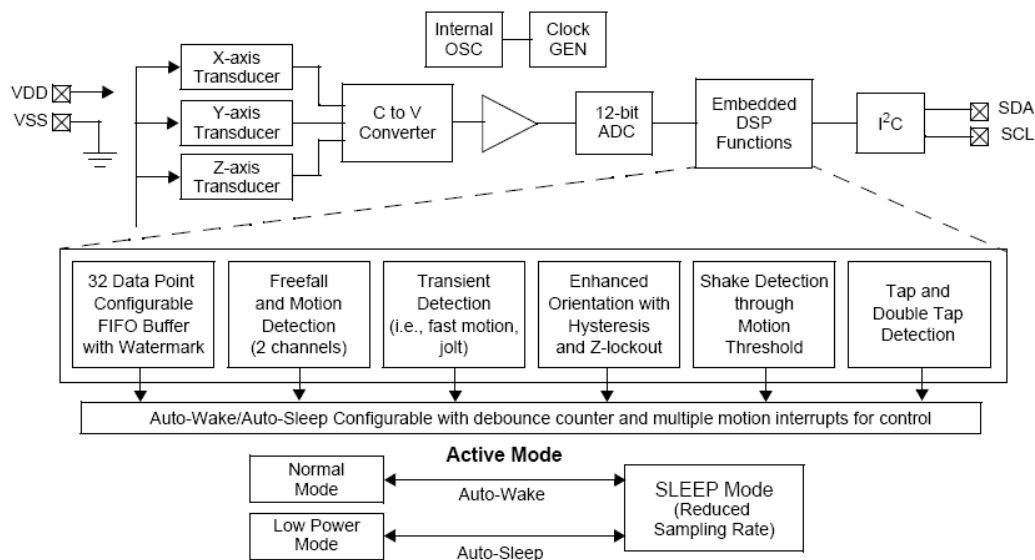 Internal
OSC
Clock
GEN
X-axis
Transducer
VDD
VSS
Y-axis
Transducer
Z-axis
Transducer
C to V
Converter
12-bit
ADC
Embedded
DSP
Functions
I²C
SDA
SCL
32 Data Point
Configurable
FIFO Buffer
with Watermark
Freefall
and Motion
Detection
(2 channels)
Transient
Detection
(i.e., fast motion,
jolt)
Enhanced
Orientation with
Hysteresis
and Z-lockout
Shake Detection
through
Motion
Threshold
Tap and
Double Tap
Detection
Auto-Wake/Auto-Sleep Configurable with debounce counter and multiple motion interrupts for control
Active Mode
Normal
Mode
Auto-Wake
Low Power
Mode
Auto-Sleep
SLEEP Mode
(Reduced
Sampling Rate)